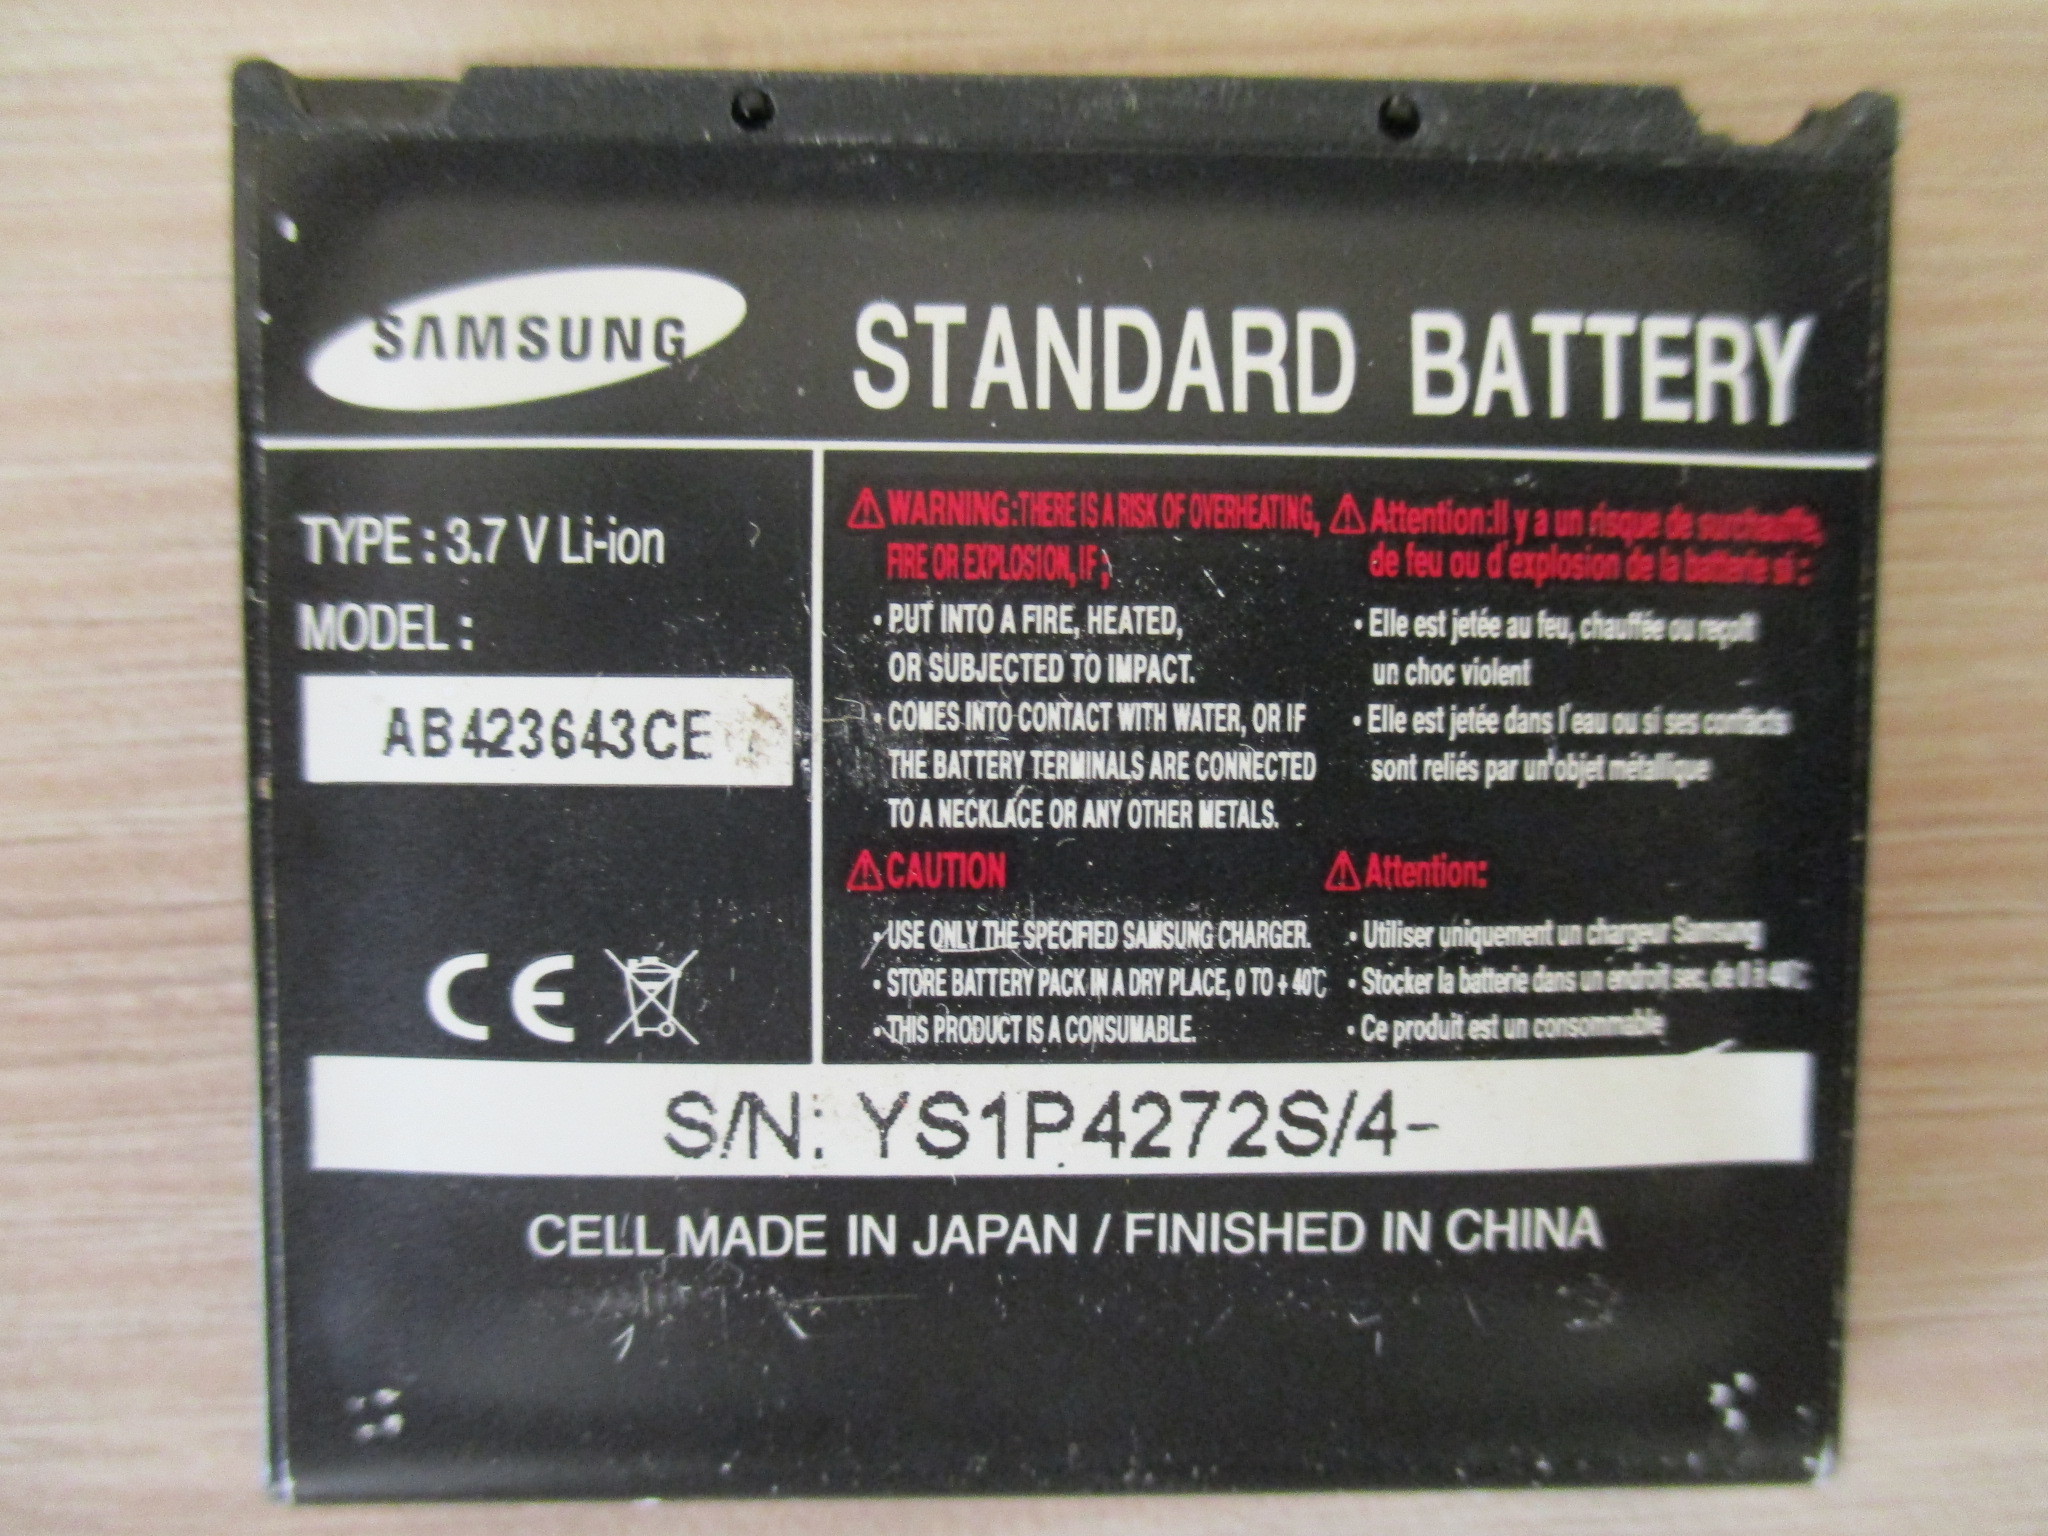 SAMSUNG
STANDARD BATTERY
TYPE : 3.7 V Li-ion
MODEL :
AB423643CE
CE
WARNING:THERE IS A RISK OF OVERHEATING,
FIRE OR EXPLOSION, IF ;
· PUT INTO A FIRE, HEATED,
OR SUBJECTED TO IMPACT.
· COMES INTO CONTACT WITH WATER, OR IF
THE BATTERY TERMINALS ARE CONNECTED
TO A NECKLACE OR ANY OTHER METALS.
CAUTION
· USE ONLY THE SPECIFIED SAMSUNG CHARGER.
· STORE BATTERY PACK IN A DRY PLACE, 0 TO + 40℃
· THIS PRODUCT IS A CONSUMABLE.
Attention:Il y a un risque de surchauffe,
de feu ou d'explosion de la batterie si :
· Elle est jetée au feu, chauffée ou reçoit
un choc violent
· Elle est jetée dans l'eau ou si ses contacts
sont reliés par un objet métallique
Attention:
· Utiliser uniquement un chargeur Samsung
· Stocker la batterie dans un endroit sec, de 0 à 40℃
· Ce produit est un consommable
S/N: YS1P4272S/4-
CELL MADE IN JAPAN / FINISHED IN CHINA